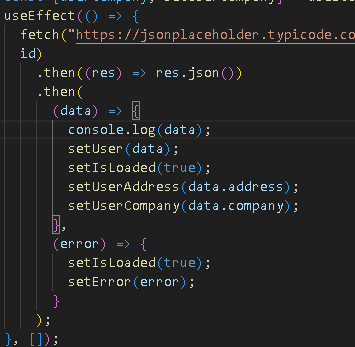 useEffect(() => {
fetch("https://jsonplaceholder.typicode.co
id)
.then((res) => res.json())
.then(
(data) => {
console.log(data);
setUser(data);
setIsLoaded(true);
setUserAddress(data.address);
setUserCompany(data.company);
},
(error) => {
setIsLoaded(true);
setError(error);
}
);
}, []);